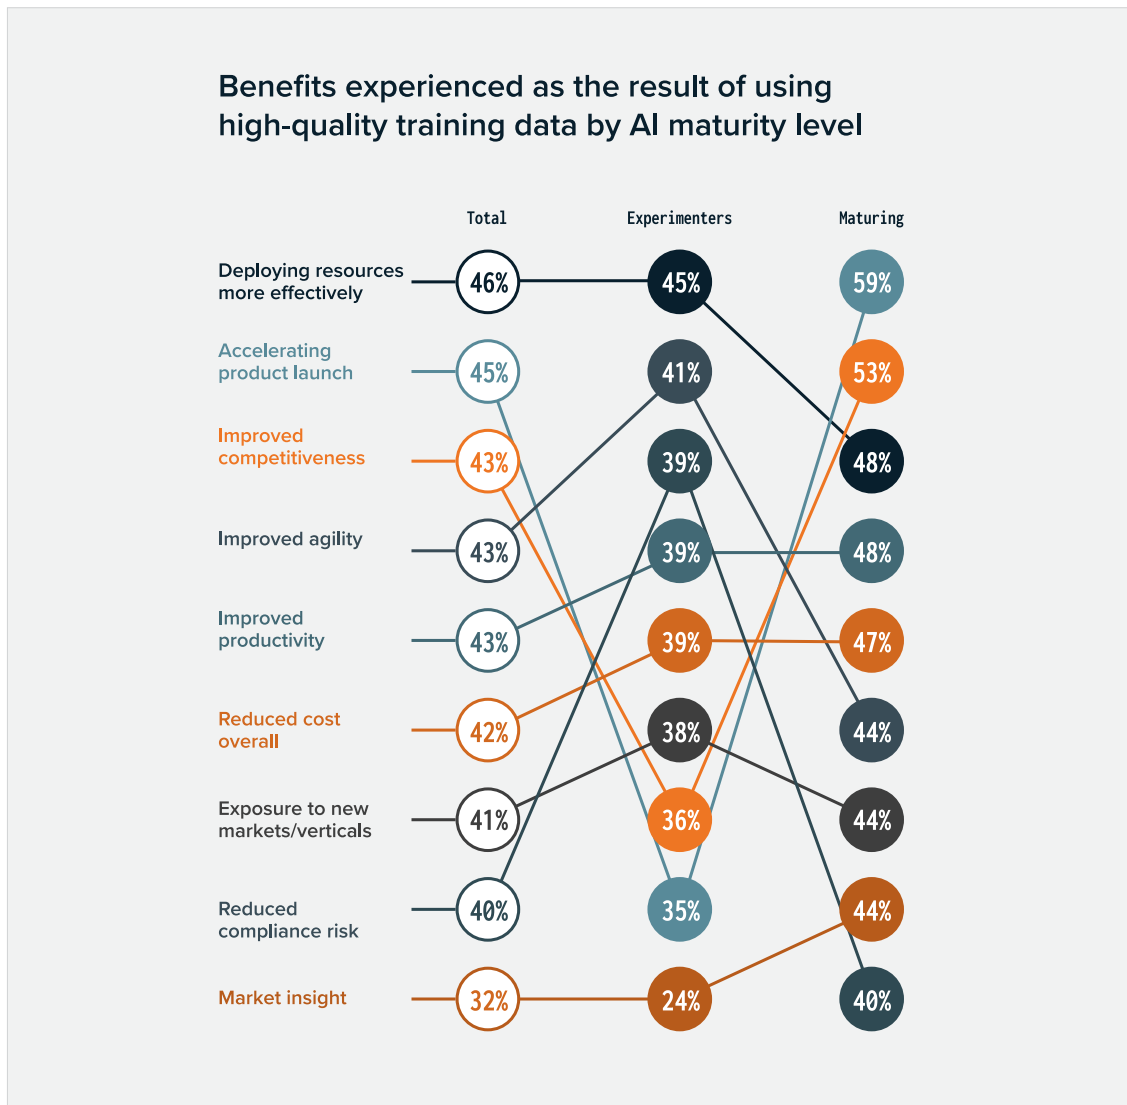 Benefits experienced as the result of using
high-quality training data by AI maturity level
Total
Experimenters
Maturing
Deploying resources
more effectively
46%
45%
59%
Accelerating
product launch
45%
41%
53%
Improved
competitiveness
43%
39%
48%
Improved agility
43%
39%
48%
Improved
productivity
43%
39%
47%
Reduced cost
overall
42%
38%
44%
Exposure to new
markets/verticals
41%
36%
44%
Reduced
compliance risk
40%
35%
44%
Market insight
32%
24%
40%